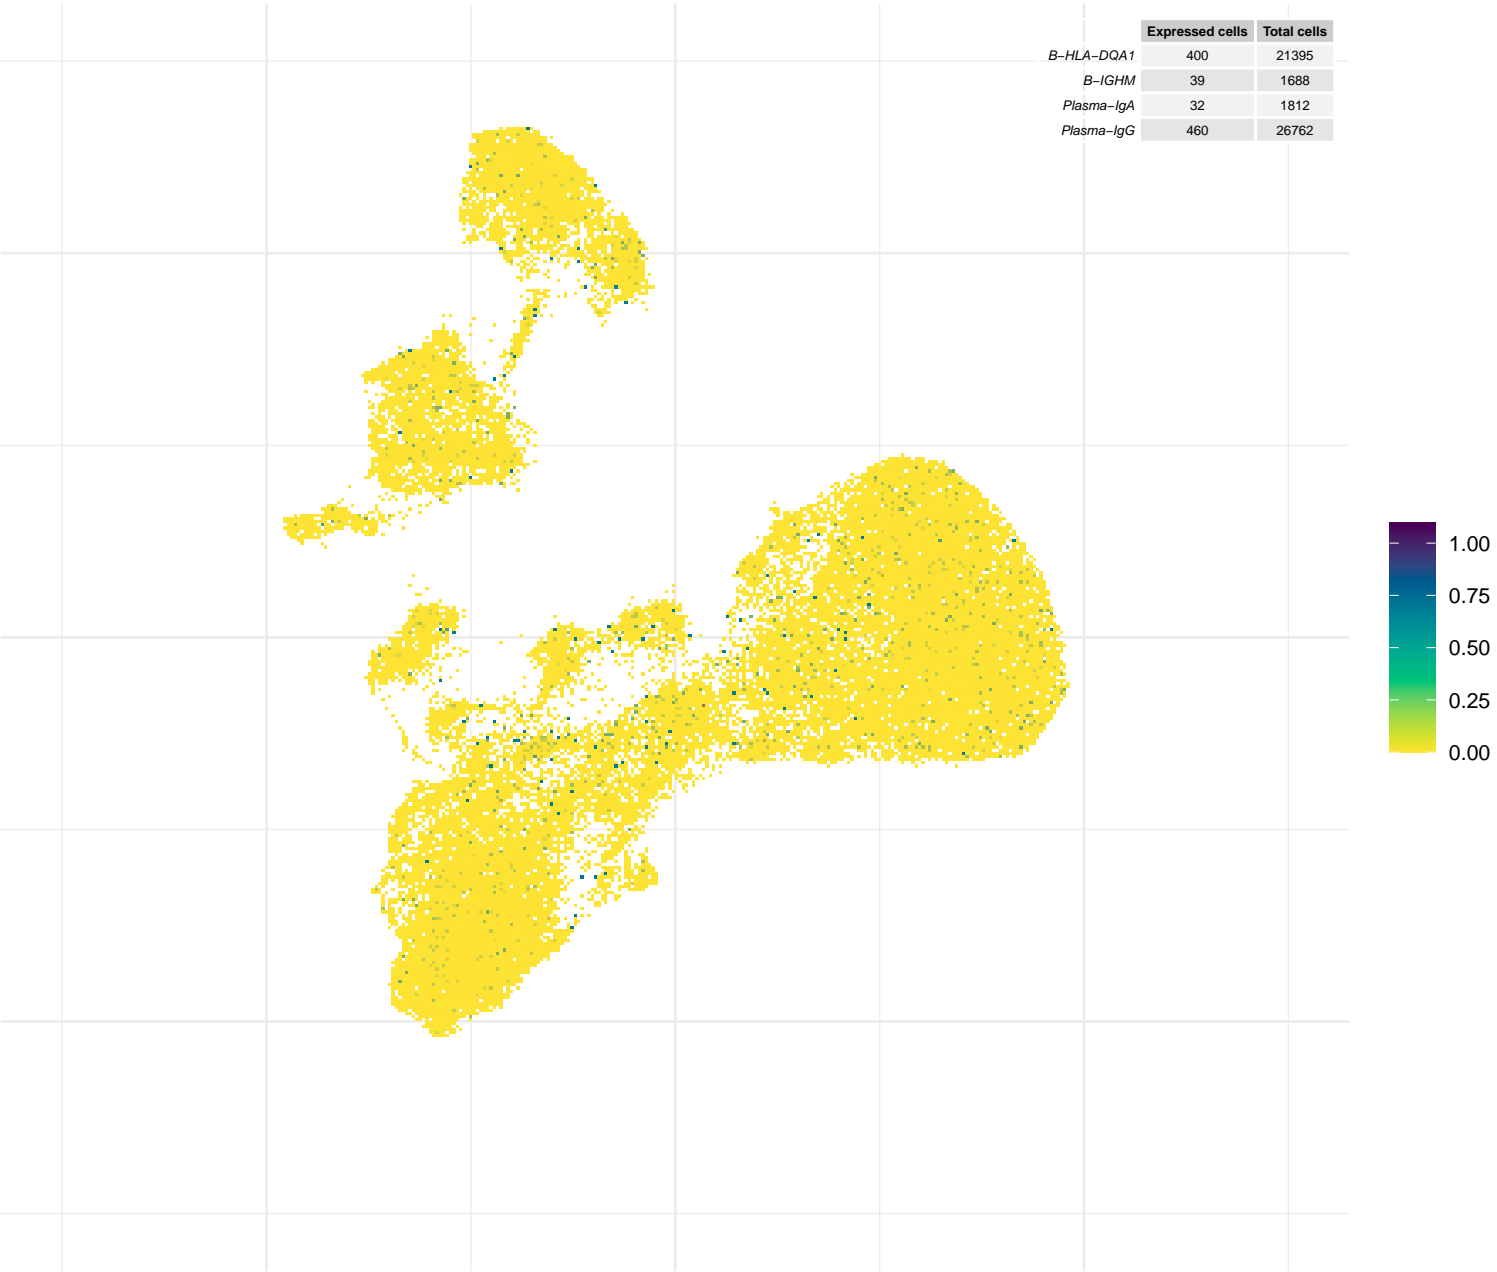 Expressed cells Total cells
B−HLA−DQA1 400 21395
B−IGHM 39 1688
Plasma−IgA 32 1812
Plasma−IgG 460 26762
1.00
0.75
0.50
0.25
0.00